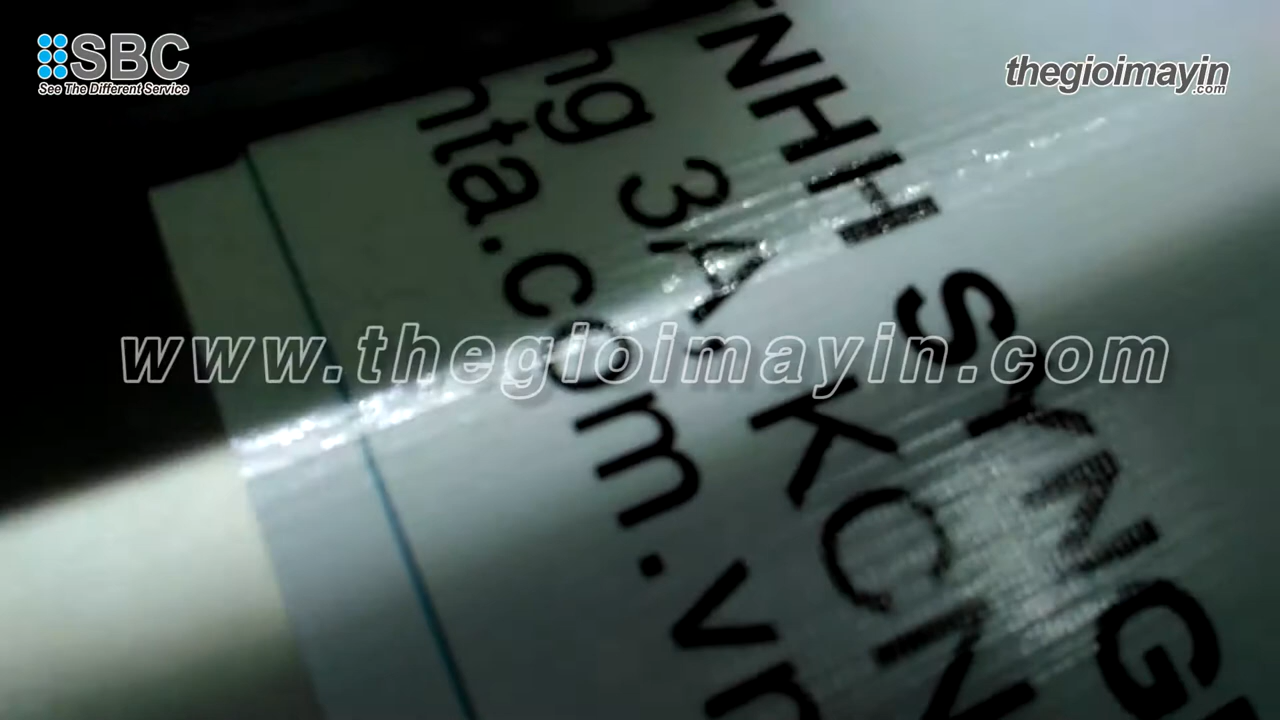 SBC
See The Different Service
thegioimayin
.com
TNHH SYNG
ng 3A, KCN
nta.com.vn
www.thegioimayin.com